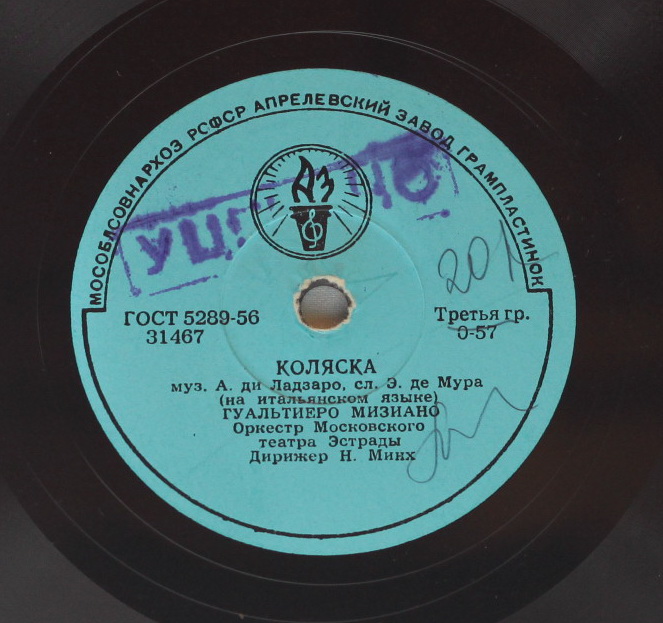 МОСОБЛСОВНАРХОЗ РСФСР АПРЕЛЕВСКИЙ ЗАВОД ГРАМПЛАСТИНОК
АЗ
ГОСТ 5289-56
31467
Третья гр.
0-57
КОЛЯСКА
муз. А. ди Ладзаро, сл. Э. де Мура
(на итальянском языке)
ГУАЛЬТИЕРО МИЗИАНО
Оркестр Московского
театра Эстрады
Дирижер Н. Минх